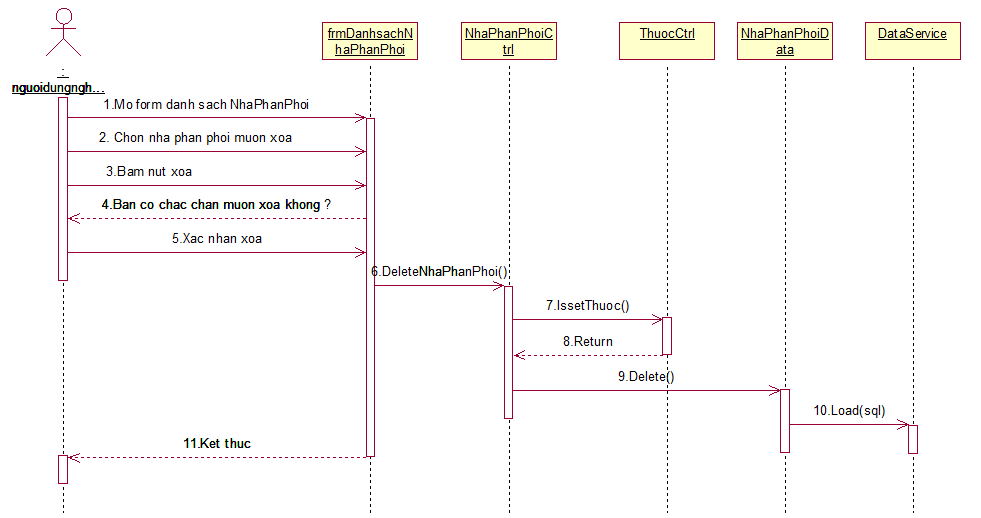 frmDanhsachN
haPhanPhoi
NhaPhanPhoiC
trl
ThuocCtrl
NhaPhanPhoiD
ata
DataService
:
nguoidungngh...
1.Mo form danh sach NhaPhanPhoi
2. Chon nha phan phoi muon xoa
3.Bam nut xoa
4.Ban co chac chan muon xoa khong ?
5.Xac nhan xoa
6.DeleteNhaPhanPhoi()
7.IssetThuoc()
8.Return
9.Delete()
10.Load(sql)
11.Ket thuc